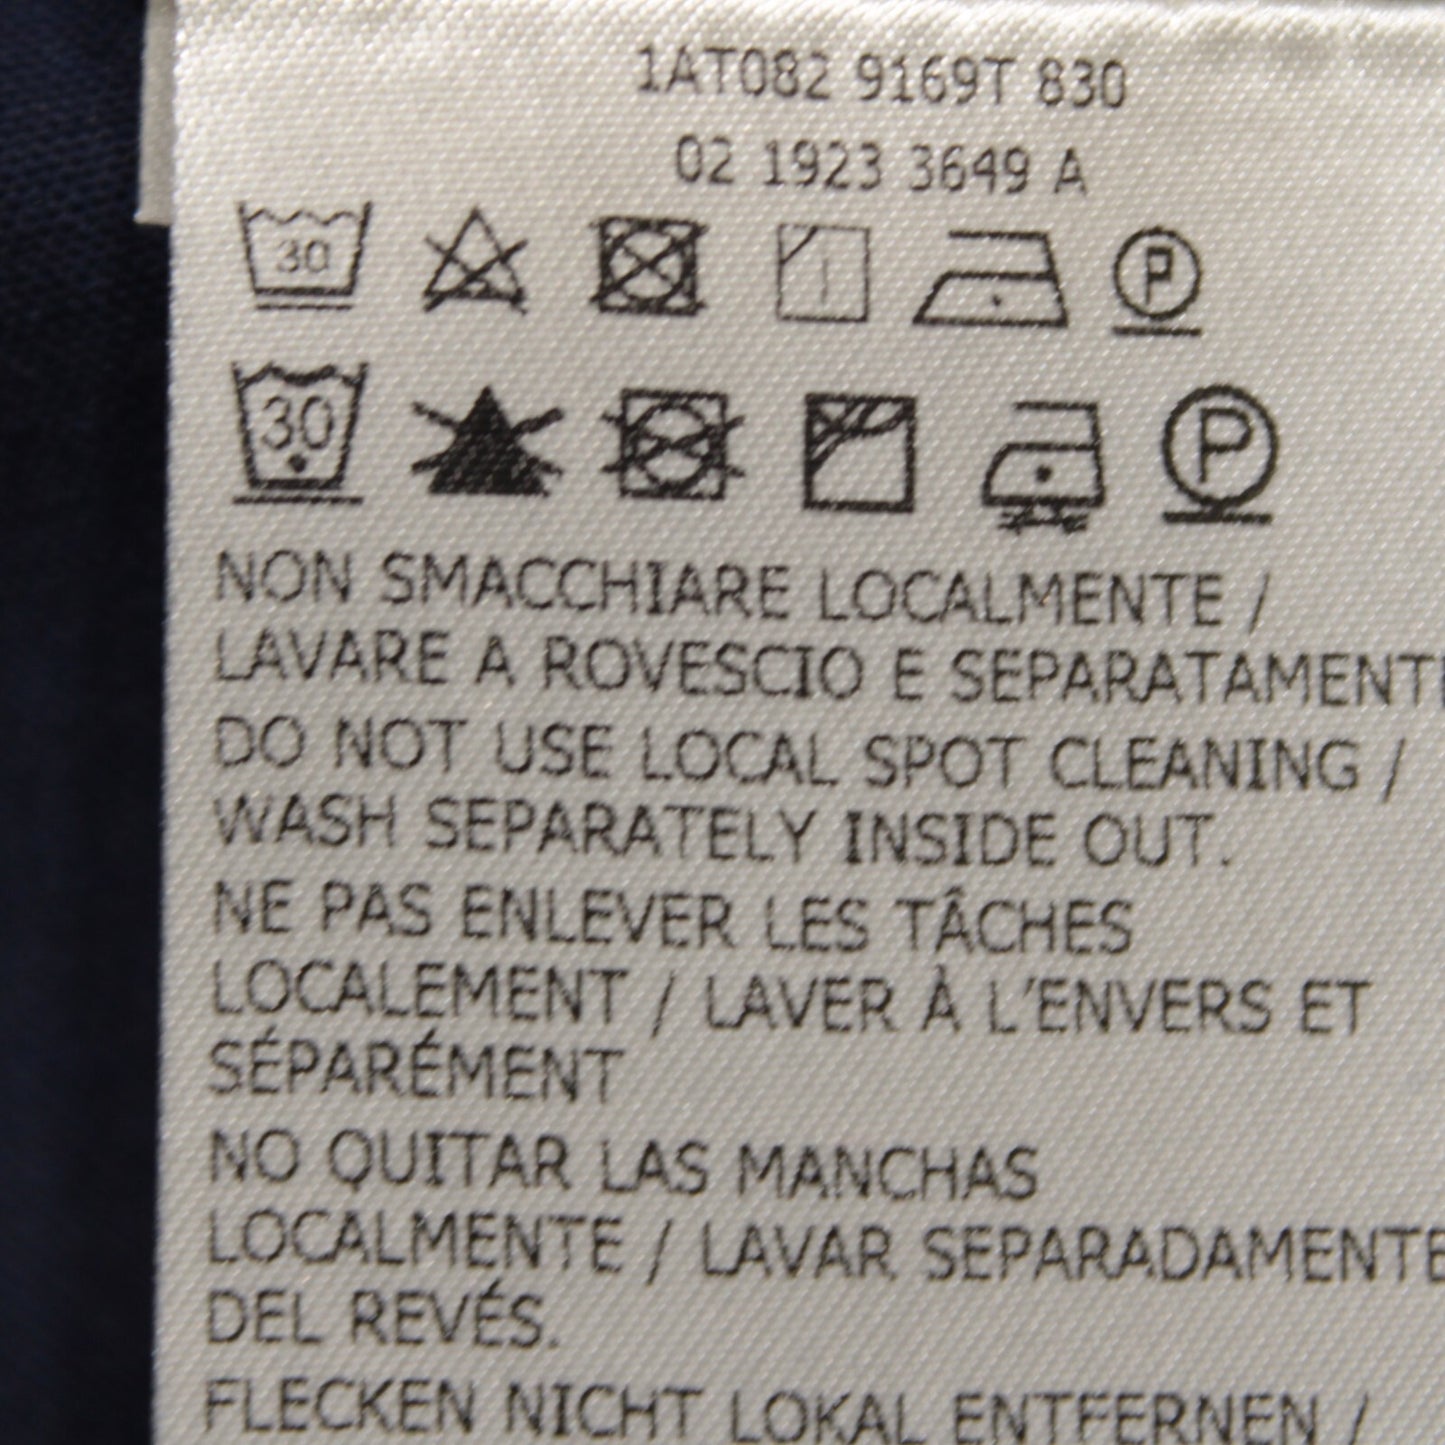 1AT082 9169T 830
02 1923 3649 A
30 P
30 P
NON SMACCHIARE LOCALMENTE /
LAVARE A ROVESCIO E SEPARATAMENT
DO NOT USE LOCAL SPOT CLEANING /
WASH SEPARATELY INSIDE OUT.
NE PAS ENLEVER LES TÂCHES
LOCALEMENT / LAVER À L'ENVERS ET
SÉPARÉMENT
NO QUITAR LAS MANCHAS
LOCALMENTE / LAVAR SEPARADAMENTE
DEL REVÉS.
FLECKEN NICHT LOKAL ENTFERNEN /